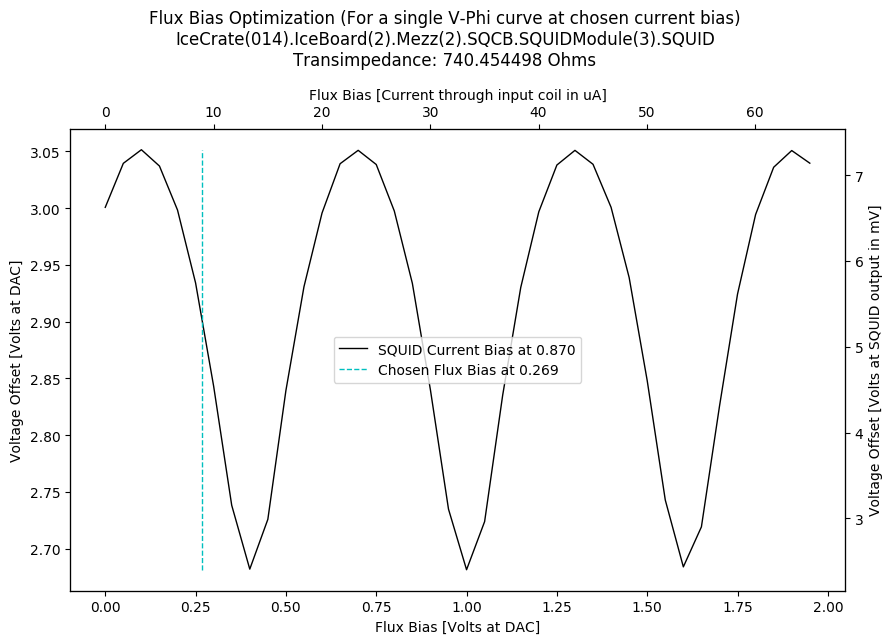 Flux Bias Optimization (For a single V-Phi curve at chosen current bias)
IceCrate(014).IceBoard(2).Mezz(2).SQCB.SQUIDModule(3).SQUID
Transimpedance: 740.454498 Ohms
Flux Bias [Current through input coil in uA]
0 10 20 30 40 50 60
Voltage Offset [Volts at DAC]
3.05
3.00
2.95
2.90
2.85
2.80
2.75
2.70
SQUID Current Bias at 0.870
Chosen Flux Bias at 0.269
7
6
5
4
3
Voltage Offset [Volts at SQUID output in mV]
0.00 0.25 0.50 0.75 1.00 1.25 1.50 1.75 2.00
Flux Bias [Volts at DAC]